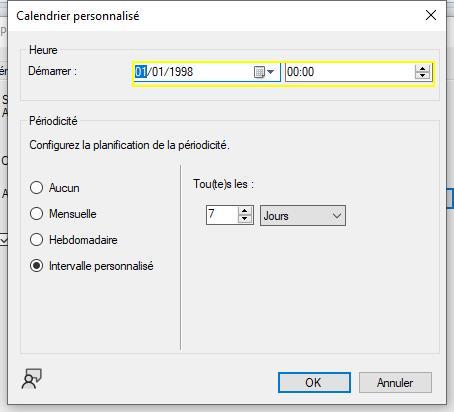 Calendrier personnalisé
Heure
Démarrer :
01/01/1998
00:00
Périodicité
Configurez la planification de la périodicité.
Aucun
Mensuelle
Hebdomadaire
Intervalle personnalisé
Tou(te)s les :
7
Jours
OK
Annuler